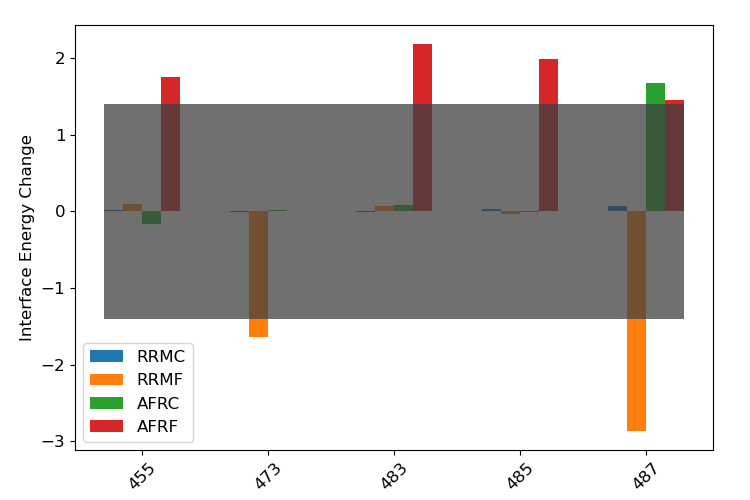 Interface Energy Change
2
1
0
−1
−2
−3
RRMC
RRMF
AFRC
AFRF
455
473
483
485
487